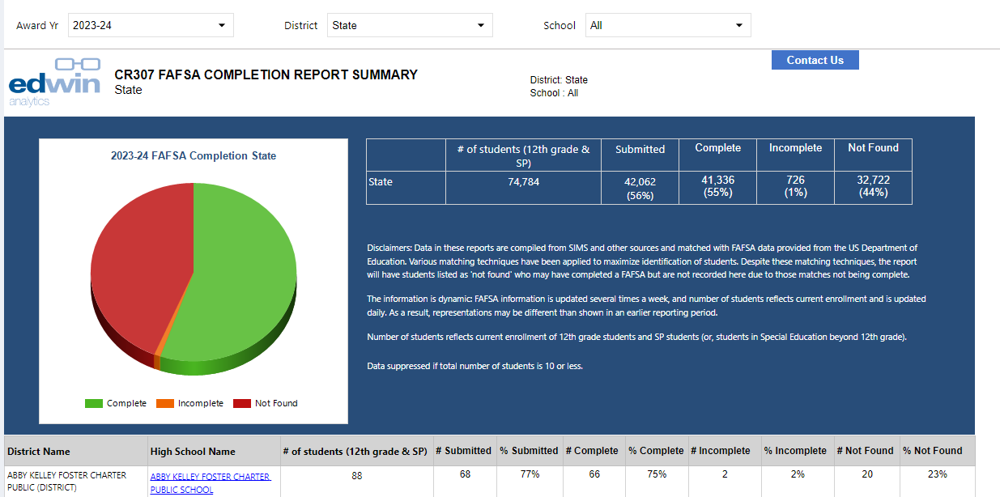 Award Yr 2023-24 District State School All
Contact Us
edwin
analytics
CR307 FAFSA COMPLETION REPORT SUMMARY
State
District: State
School : All
2023-24 FAFSA Completion State
Complete Incomplete Not Found
# of students (12th grade & SP) Submitted Complete Incomplete Not Found
State 74,784 42,062 (56%) 41,336 (55%) 726 (1%) 32,722 (44%)
Disclaimers: Data in these reports are compiled from SIMS and other sources and matched with FAFSA data provided from the US Department of
Education. Various matching techniques have been applied to maximize identification of students. Despite these matching techniques, the report
will have students listed as 'not found' who may have completed a FAFSA but are not recorded here due to those matches not being complete.
The information is dynamic: FAFSA information is updated several times a week, and number of students reflects current enrollment and is updated
daily. As a result, representations may be different than shown in an earlier reporting period.
Number of students reflects current enrollment of 12th grade students and SP students (or, students in Special Education beyond 12th grade).
Data suppressed if total number of students is 10 or less.
District Name High School Name # of students (12th grade & SP) # Submitted % Submitted # Complete % Complete # Incomplete % Incomplete # Not Found % Not Found
ABBY KELLEY FOSTER CHARTER PUBLIC (DISTRICT) ABBY KELLEY FOSTER CHARTER PUBLIC SCHOOL 88 68 77% 66 75% 2 2% 20 23%